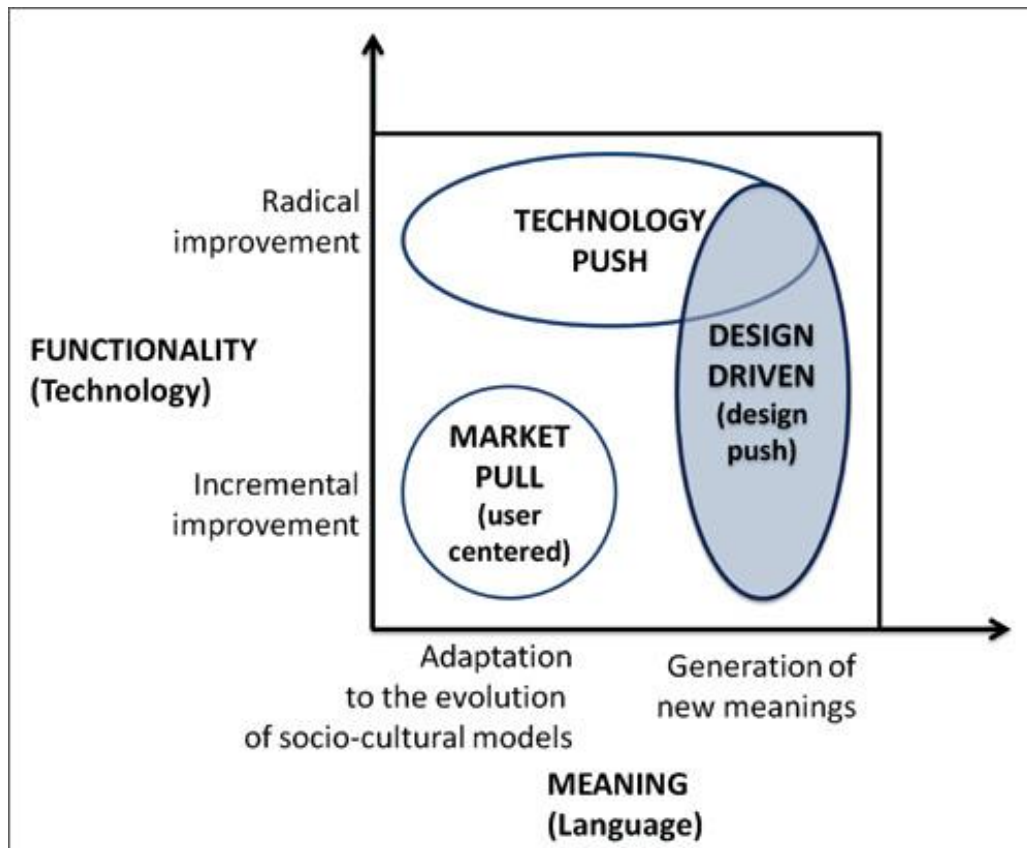 Radical
improvement
TECHNOLOGY
PUSH
FUNCTIONALITY
(Technology)
DESIGN
DRIVEN
(design
push)
MARKET
PULL
(user
centered)
Incremental
improvement
Adaptation
to the evolution
of socio-cultural models
Generation of
new meanings
MEANING
(Language)